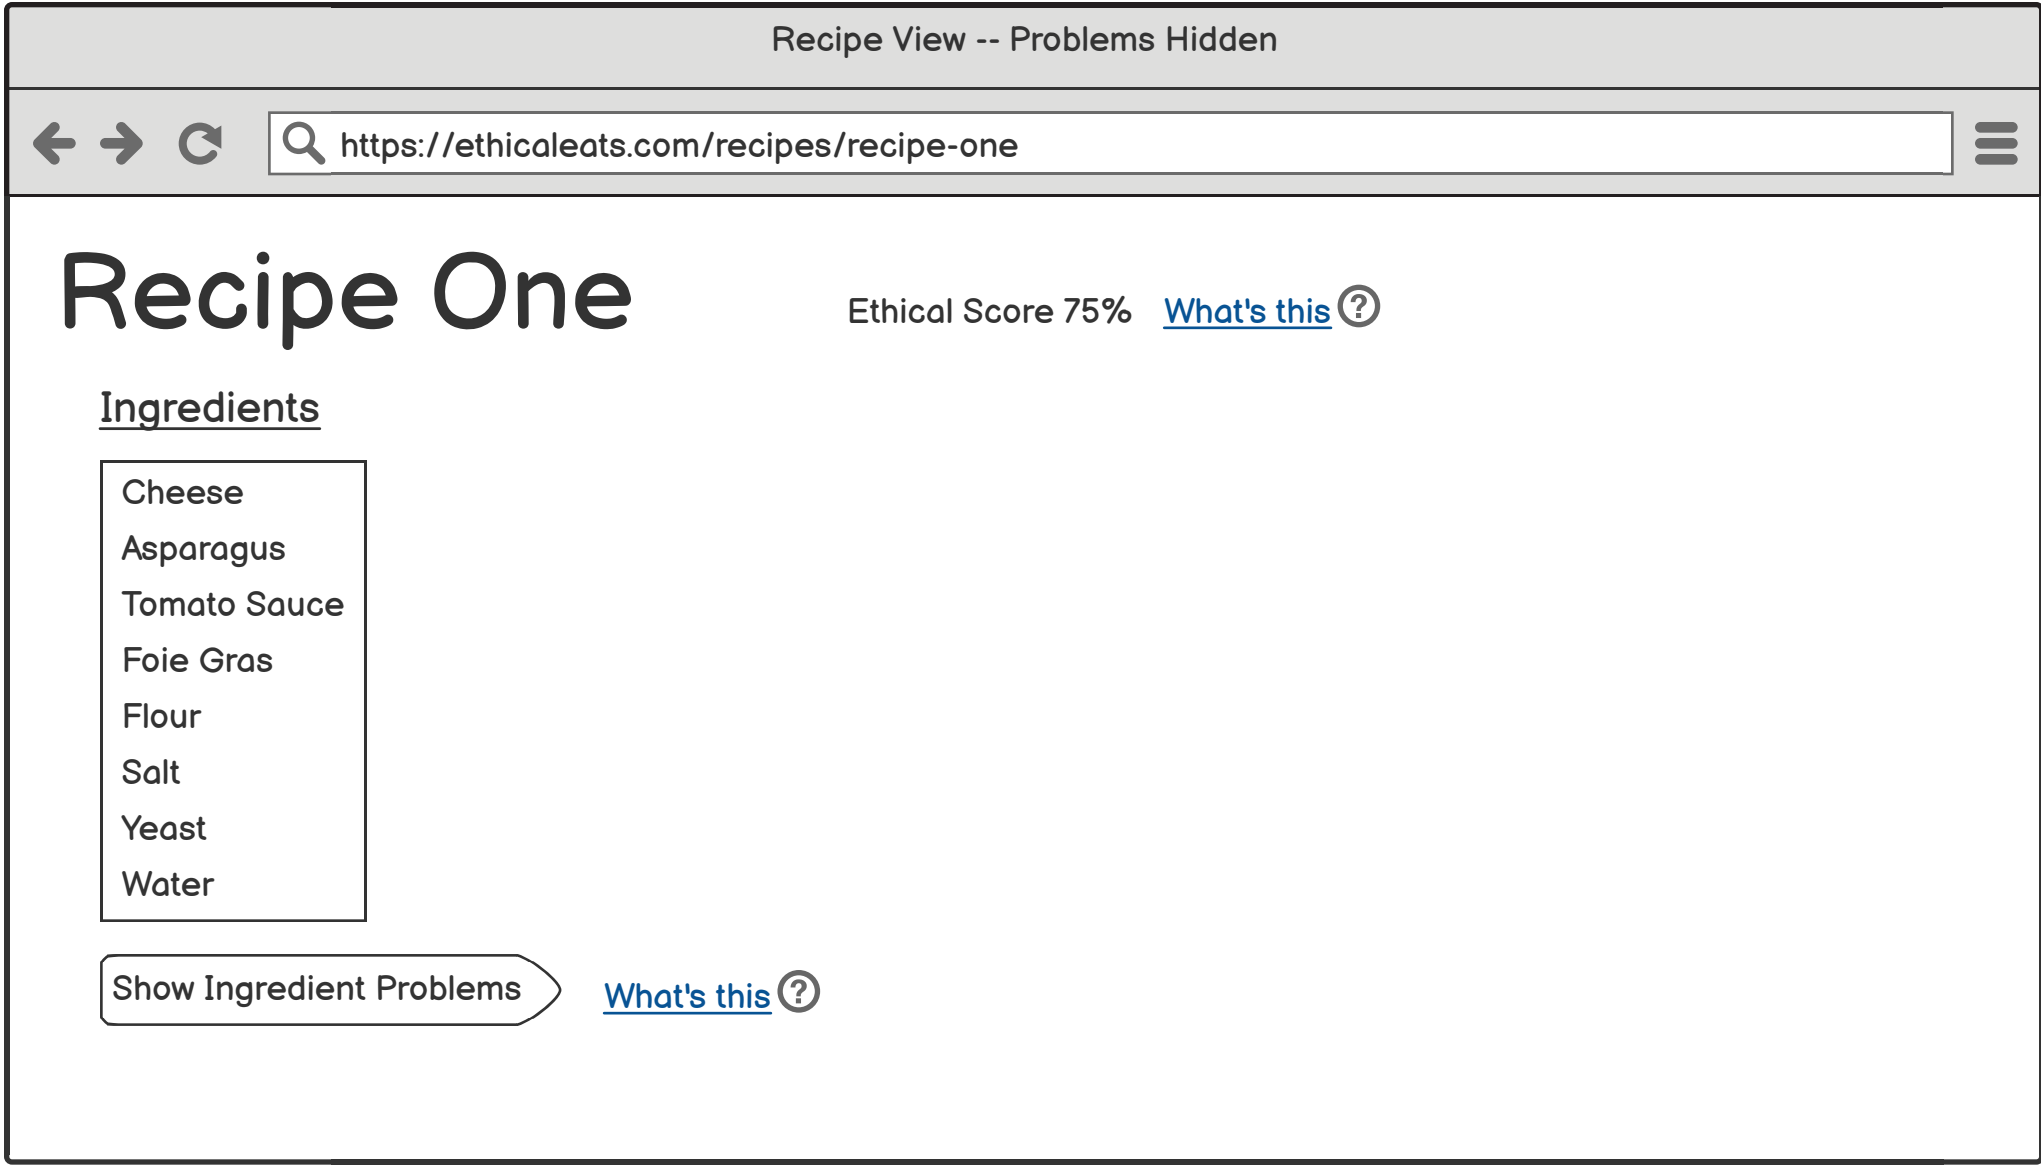 Recipe View -- Problems Hidden
https://ethicaleats.com/recipes/recipe-one
Recipe One
Ethical Score 75% What's this ?
Ingredients
Cheese
Asparagus
Tomato Sauce
Foie Gras
Flour
Salt
Yeast
Water
Show Ingredient Problems What's this ?